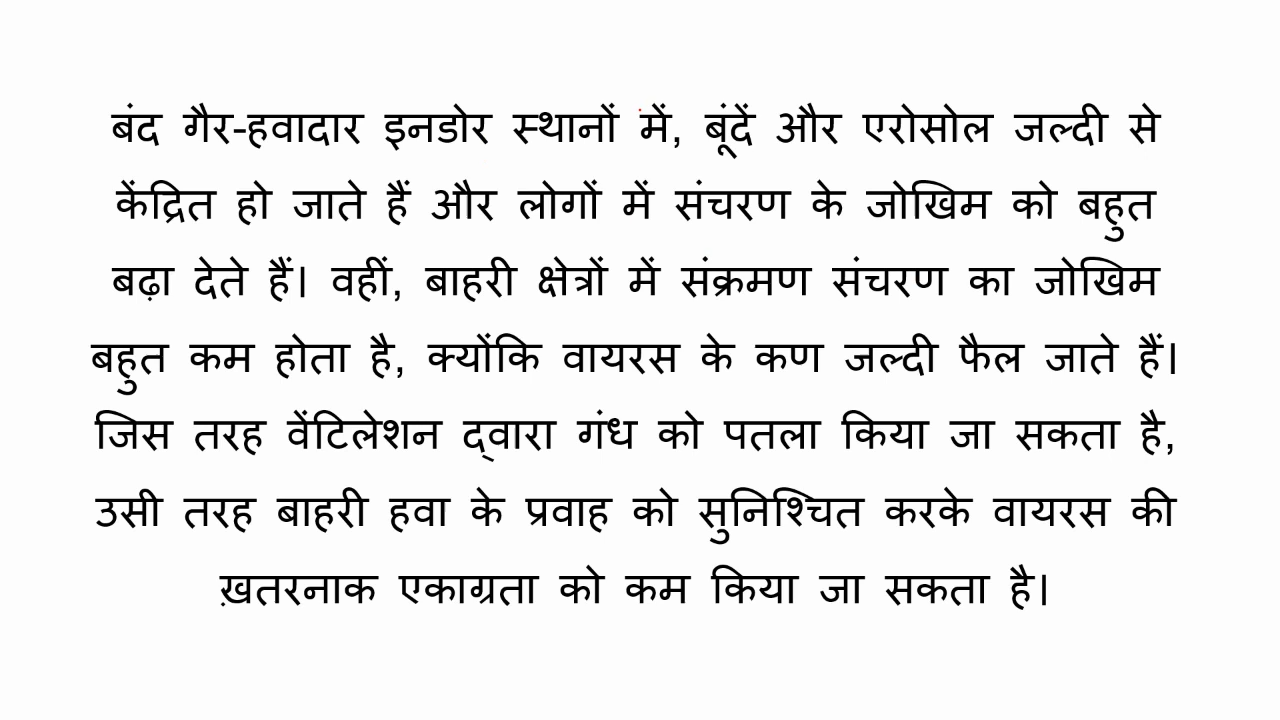 बंद गैर-हवादार इनडोर स्थानों में, बूंदें और एरोसोल जल्दी से
केंद्रित हो जाते हैं और लोगों में संचरण के जोखिम को बहुत
बढ़ा देते हैं। वहीं, बाहरी क्षेत्रों में संक्रमण संचरण का जोखिम
बहुत कम होता है, क्योंकि वायरस के कण जल्दी फैल जाते हैं।
जिस तरह वेंटिलेशन द्वारा गंध को पतला किया जा सकता है,
उसी तरह बाहरी हवा के प्रवाह को सुनिश्चित करके वायरस की
ख़तरनाक एकाग्रता को कम किया जा सकता है।